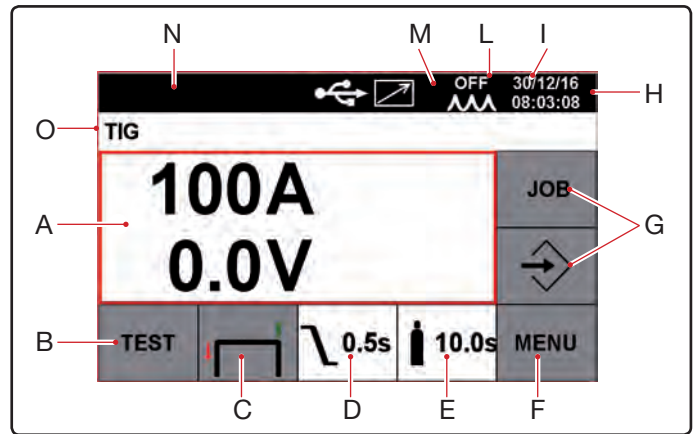 N M L I
OFF 30/12/16
08:03:08 H
O TIG
A 100A JOB
0.0V G
B TEST 0.5s 10.0s MENU
C D E F